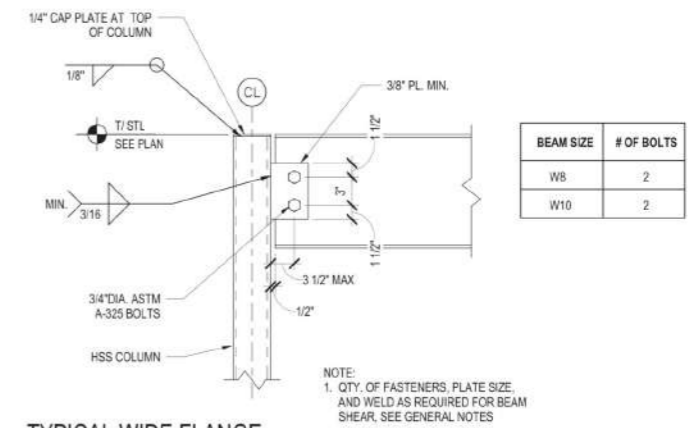 1/4" CAP PLATE AT TOP
OF COLUMN
1/8"
CL
3/8" PL. MIN.
T/ STL
SEE PLAN
1 1/2"
3"
1 1/2"
MIN.
3/16
3 1/2" MAX
1/2"
3/4"DIA. ASTM
A-325 BOLTS
HSS COLUMN
BEAM SIZE # OF BOLTS
W8 2
W10 2
NOTE:
1. QTY. OF FASTENERS, PLATE SIZE,
AND WELD AS REQUIRED FOR BEAM
SHEAR, SEE GENERAL NOTES
TYPICAL WIDE FLANGE